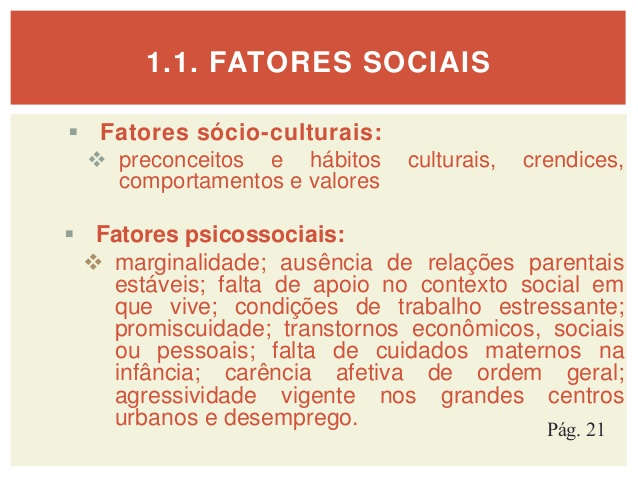 1.1. FATORES SOCIAIS
Fatores sócio-culturais:
preconceitos e hábitos culturais, crendices,
comportamentos e valores
Fatores psicossociais:
marginalidade; ausência de relações parentais
estáveis; falta de apoio no contexto social em
que vive; condições de trabalho estressante;
promiscuidade; transtornos econômicos, sociais
ou pessoais; falta de cuidados maternos na
infância; carência afetiva de ordem geral;
agressividade vigente nos grandes centros
urbanos e desemprego.
Pág. 21